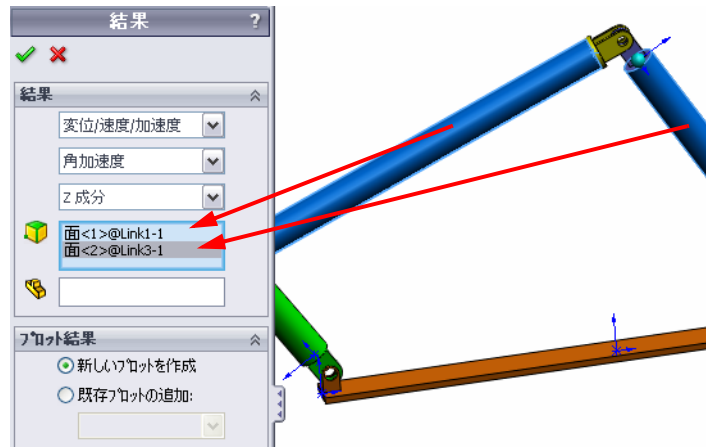 結果 ?
結果
変位/速度/加速度
角加速度
Z 成分
面<1>@Link1-1
面<2>@Link3-1
プロット結果
新しいプロットを作成
既存プロットの追加: